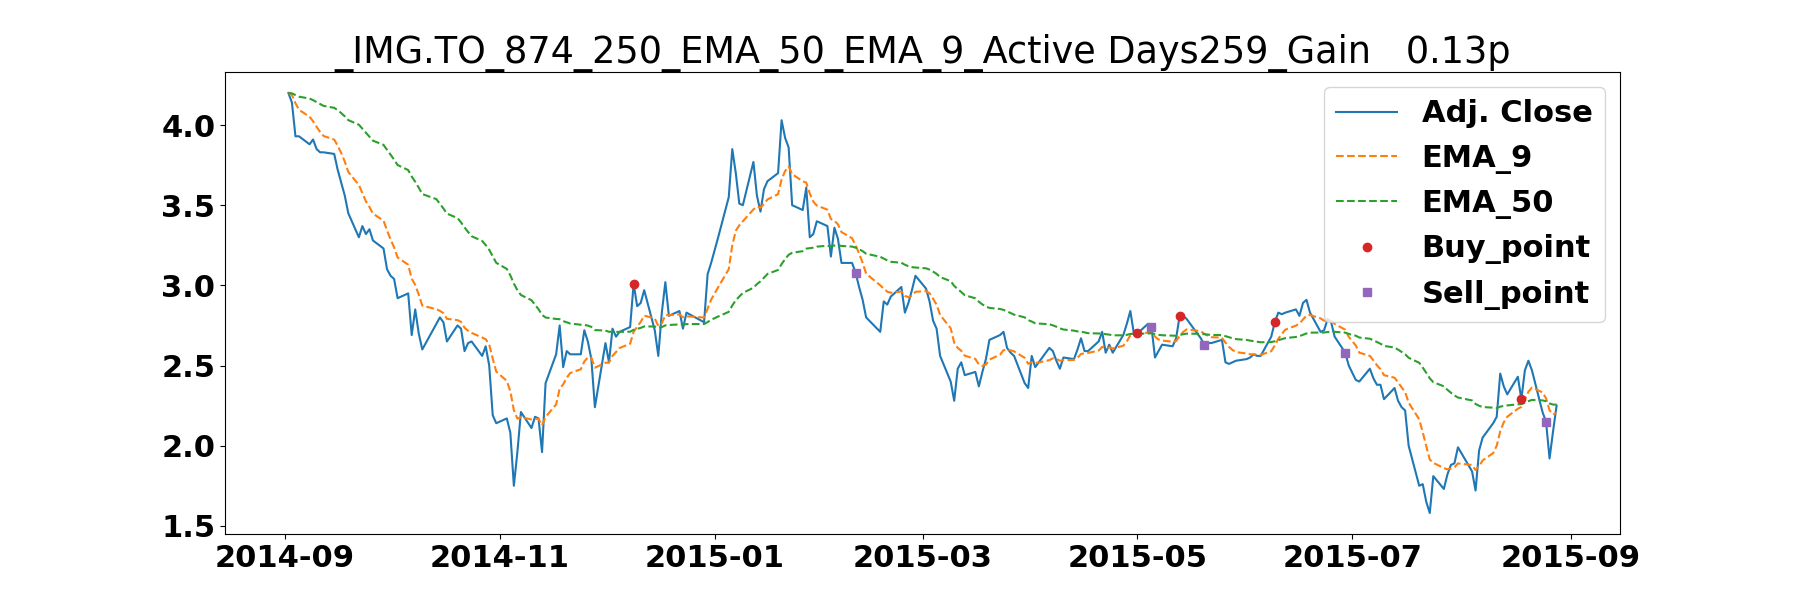 _IMG.TO_874_250_EMA_50_EMA_9_Active Days259_Gain   0.13p
Adj. Close
EMA_9
EMA_50
Buy_point
Sell_point
4.0
3.5
3.0
2.5
2.0
1.5
2014-09 2014-11 2015-01 2015-03 2015-05 2015-07 2015-09